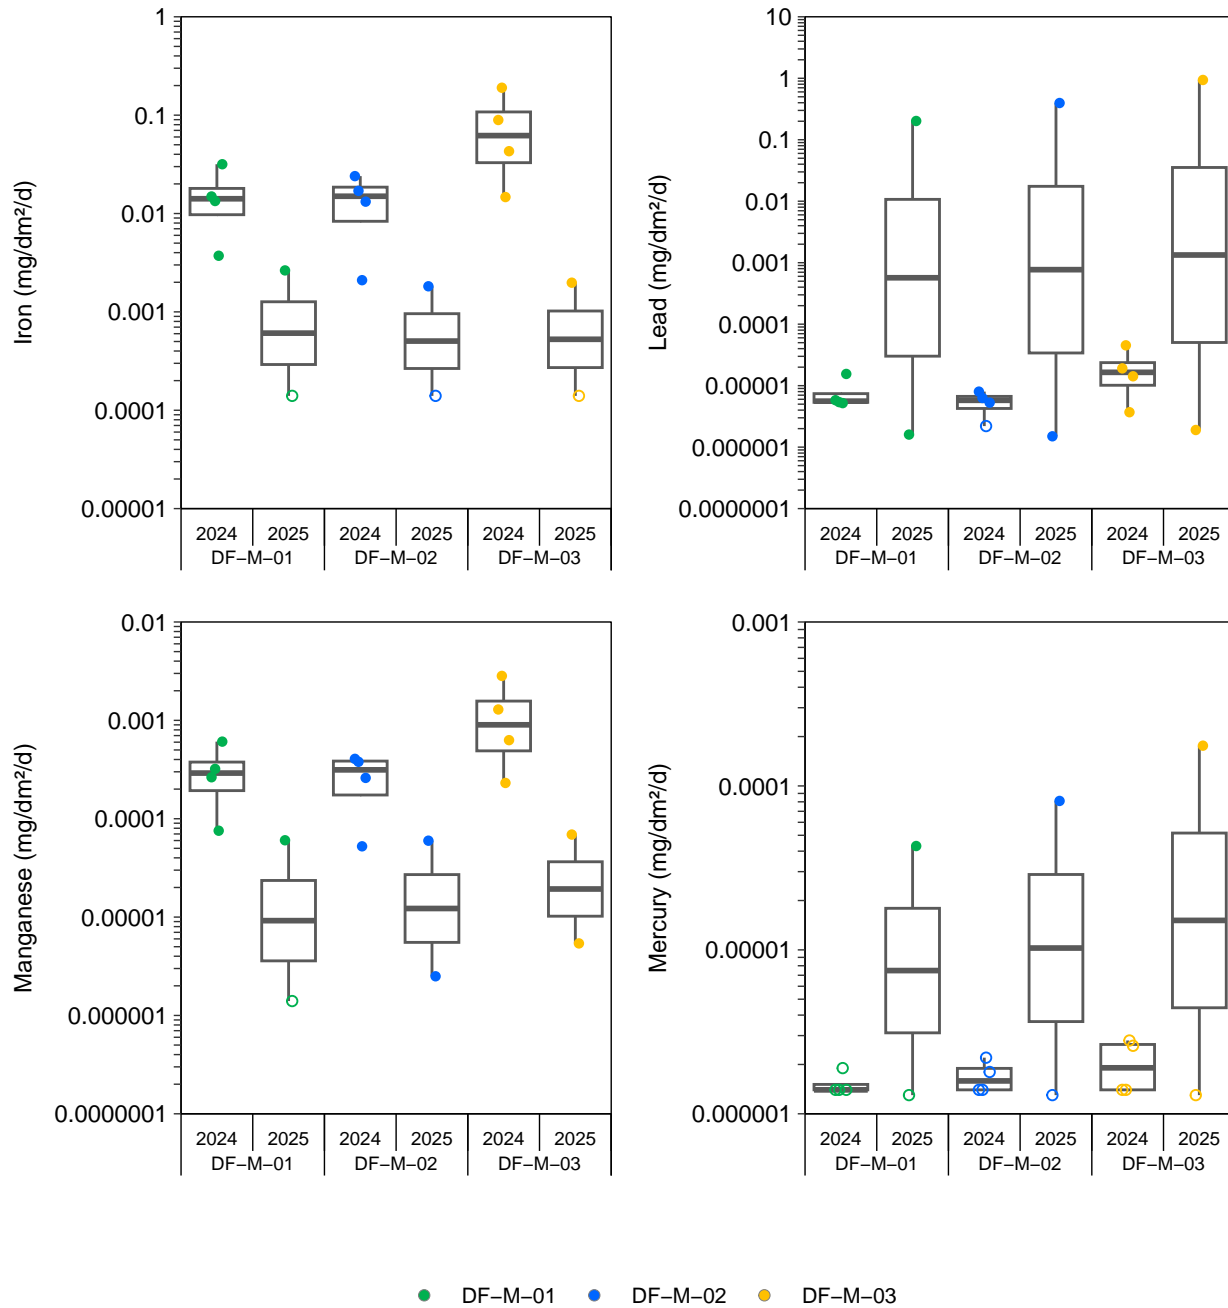 Iron (mg/dm²/d)
1
0.1
0.01
0.001
0.0001
0.00001
2024 2025 2024 2025 2024 2025
DF–M–01 DF–M–02 DF–M–03
Lead (mg/dm²/d)
10
1
0.1
0.01
0.001
0.0001
0.00001
0.000001
0.0000001
2024 2025 2024 2025 2024 2025
DF–M–01 DF–M–02 DF–M–03
Manganese (mg/dm²/d)
0.01
0.001
0.0001
0.00001
0.000001
0.0000001
2024 2025 2024 2025 2024 2025
DF–M–01 DF–M–02 DF–M–03
Mercury (mg/dm²/d)
0.001
0.0001
0.00001
0.000001
2024 2025 2024 2025 2024 2025
DF–M–01 DF–M–02 DF–M–03
DF–M–01 DF–M–02 DF–M–03